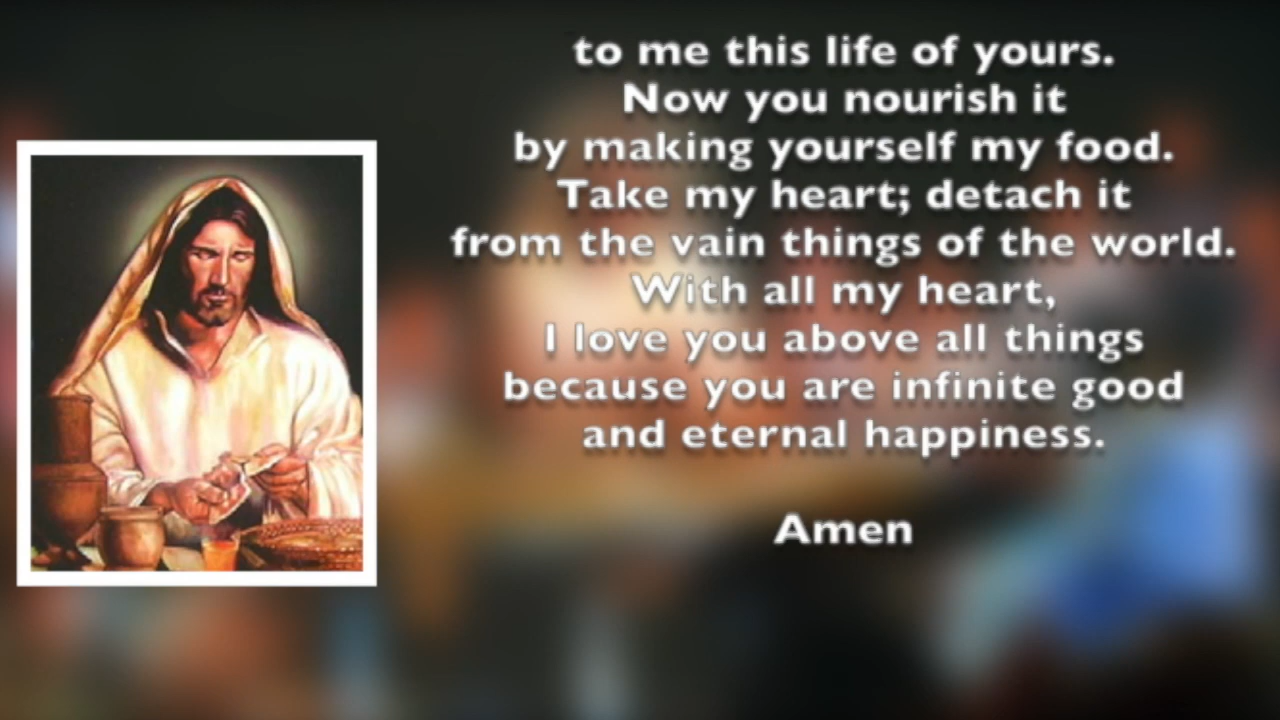 to me this life of yours.
Now you nourish it
by making yourself my food.
Take my heart; detach it
from the vain things of the world.
With all my heart,
I love you above all things
because you are infinite good
and eternal happiness.
Amen